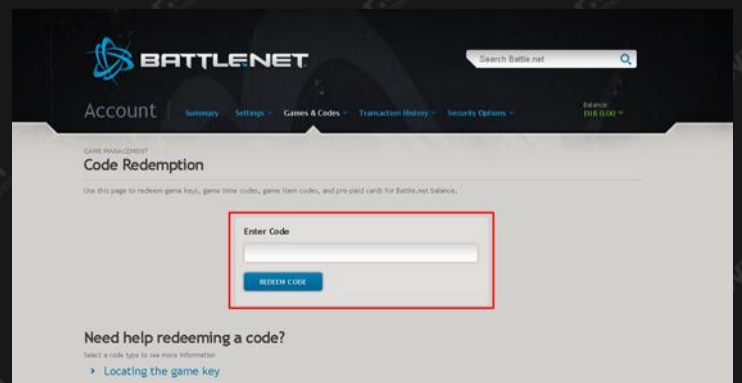 BATTLE.NET
Search Battle.net
Account
Summary Settings Games & Codes Transaction History Security Options
Balance
EUR 0.00
GAME MANAGEMENT
Code Redemption
Use this page to redeem game keys, game time codes, game item codes, and pre-paid cards for Battle.net balance.
Enter Code
REDEEM CODE
Need help redeeming a code?
Select a code type to see more information
Locating the game key